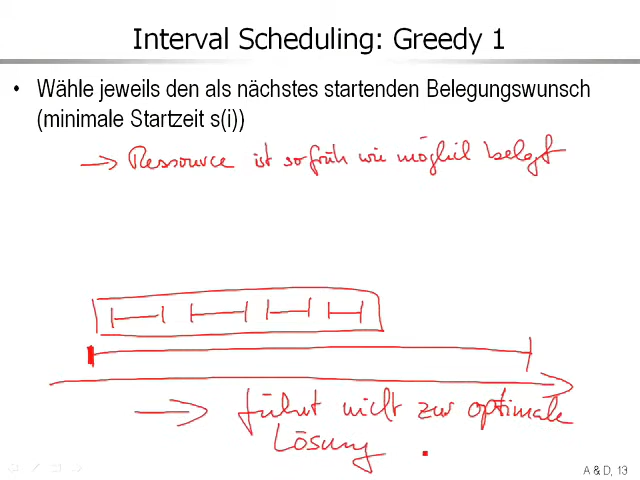 Interval Scheduling: Greedy 1
• Wähle jeweils den als nächstes startenden Belegungswunsch
(minimale Startzeit s(i))
→ Ressource ist so früh wie möglich belegt
→ führt nicht zur optimale
Lösung .
A & D, 13